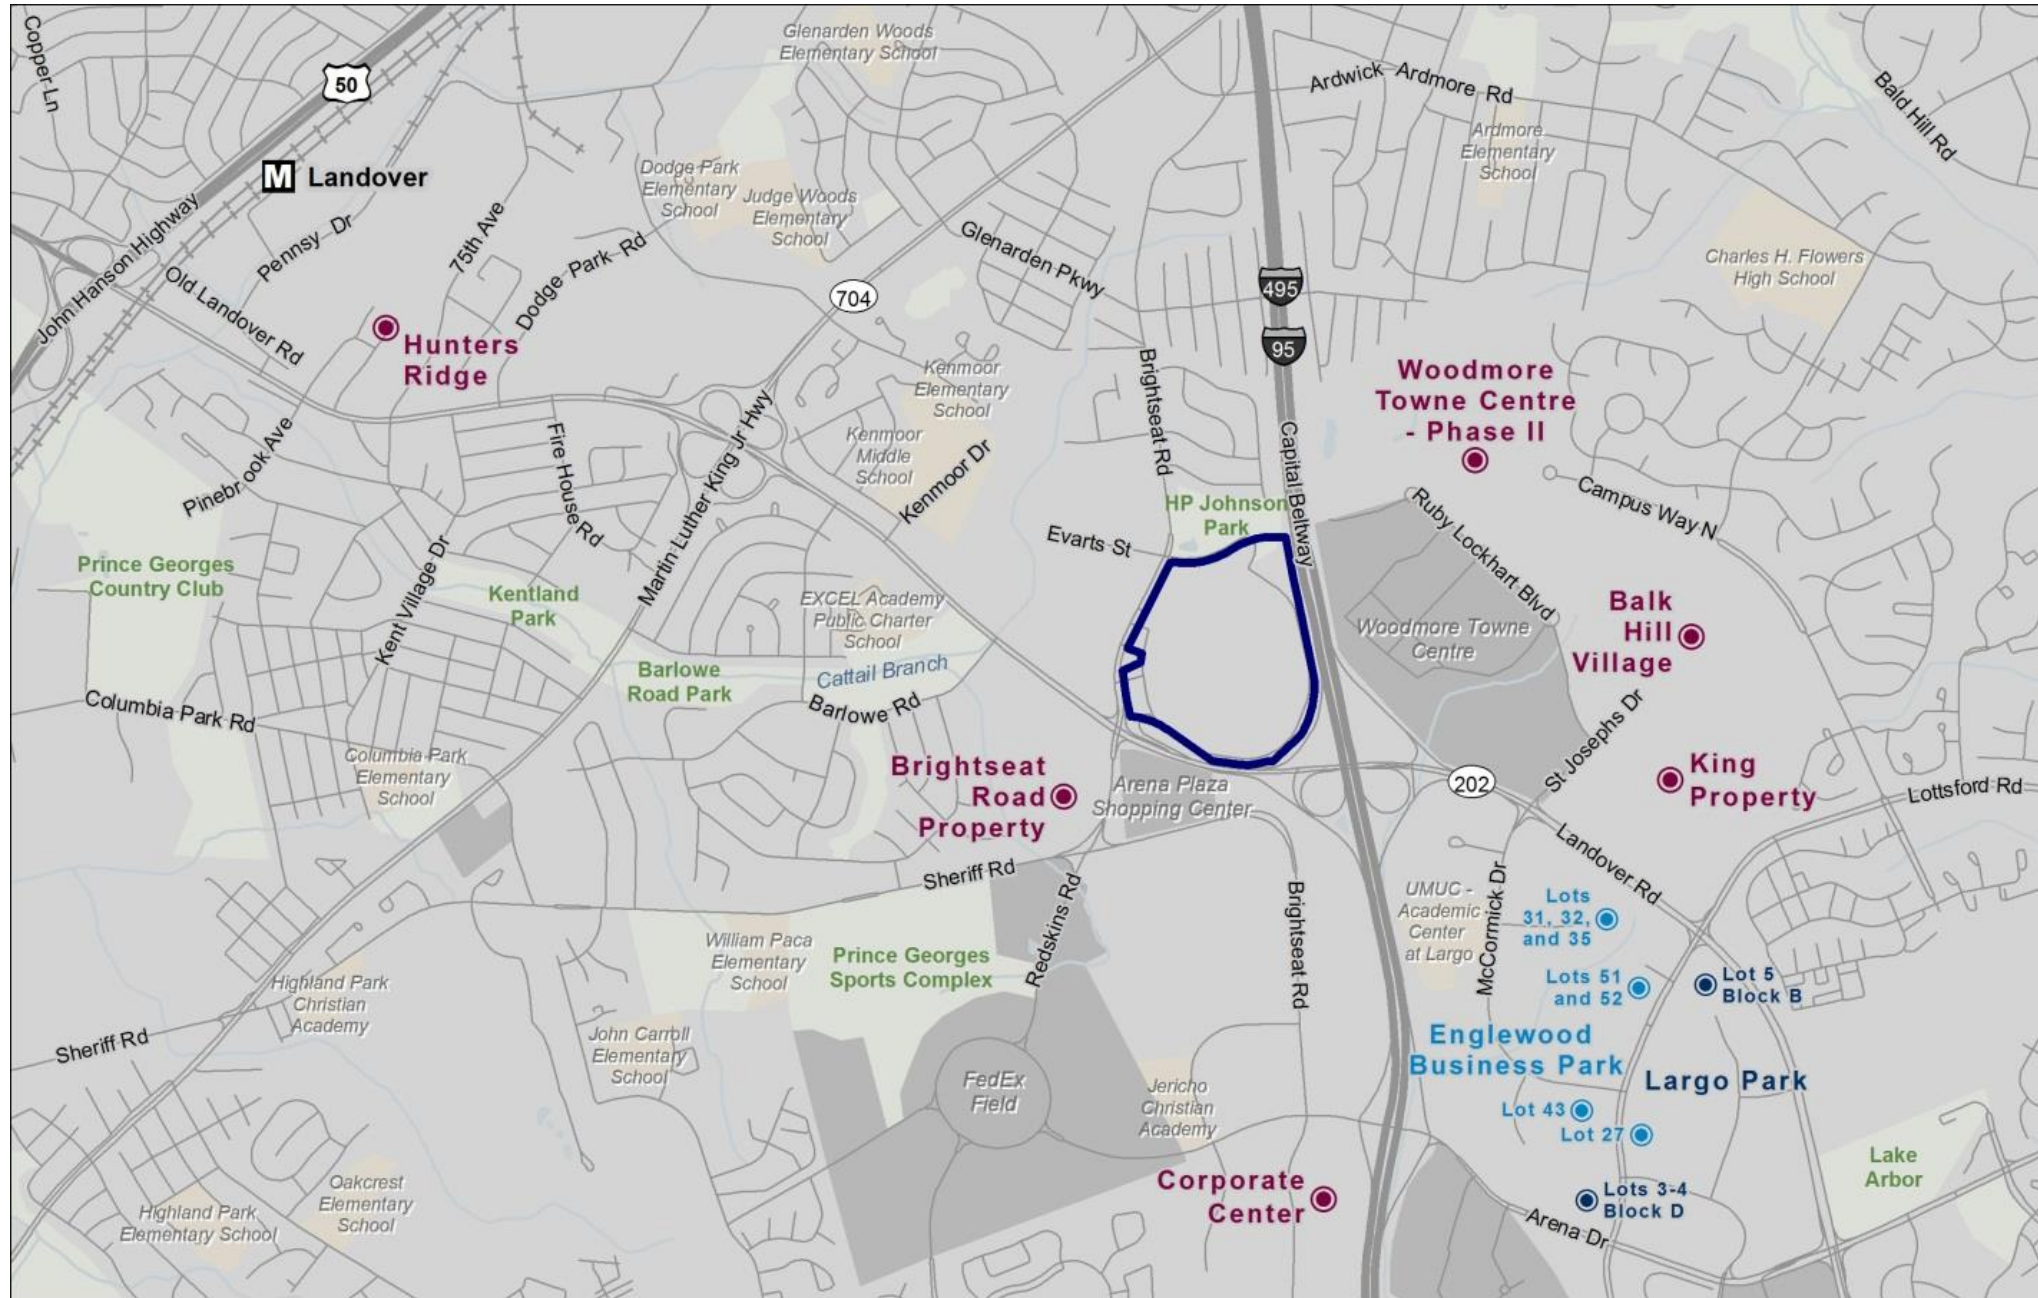 Copper Ln
50
Glenarden Woods
Elementary School
Ardwick Ardmore Rd
Bald Hill Rd
Ardmore
Elementary
School
M Landover
Dodge Park
Elementary
School
Judge Woods
Elementary
School
John Hanson Highway
Pennsy Dr
75th Ave
Dodge Park Rd
Old Landover Rd
Glenarden Pkwy
704
495
95
Charles H. Flowers
High School
Hunters
Ridge
Kenmoor
Elementary
School
Kenmoor
Middle
School
Kenmoor Dr
Brightseat Rd
Capital Beltway
Woodmore
Towne Centre
- Phase II
Pinebrook Ave
Fire House Rd
Martin Luther King Jr Hwy
HP Johnson
Park
Evarts St
Ruby Lockhart Blvd
Campus Way N
Prince Georges
Country Club
Kent Village Dr
Kentland
Park
EXCEL Academy
Public Charter
School
Cattail Branch
Barlowe
Road Park
Barlowe Rd
Woodmore Towne
Centre
Balk
Hill
Village
Columbia Park Rd
Columbia Park
Elementary
School
Brightseat
Road
Property
Arena Plaza
Shopping Center
202
St Josephs Dr
King
Property
Lottsford Rd
Landover Rd
Sheriff Rd
Redskins Rd
Brightseat Rd
UMUC -
Academic
Center
at Largo
McCormick Dr
Lots
31, 32,
and 35
Lots 51
and 52
Lot 5
Block B
William Paca
Elementary
School
Prince Georges
Sports Complex
Highland Park
Christian
Academy
Sheriff Rd
John Carroll
Elementary
School
FedEx
Field
Jericho
Christian
Academy
Englewood
Business Park
Largo Park
Lot 43
Lot 27
Lots 3-4
Block D
Lake
Arbor
Corporate
Center
Arena Dr
Oakcrest
Elementary
School
Highland Park
Elementary School